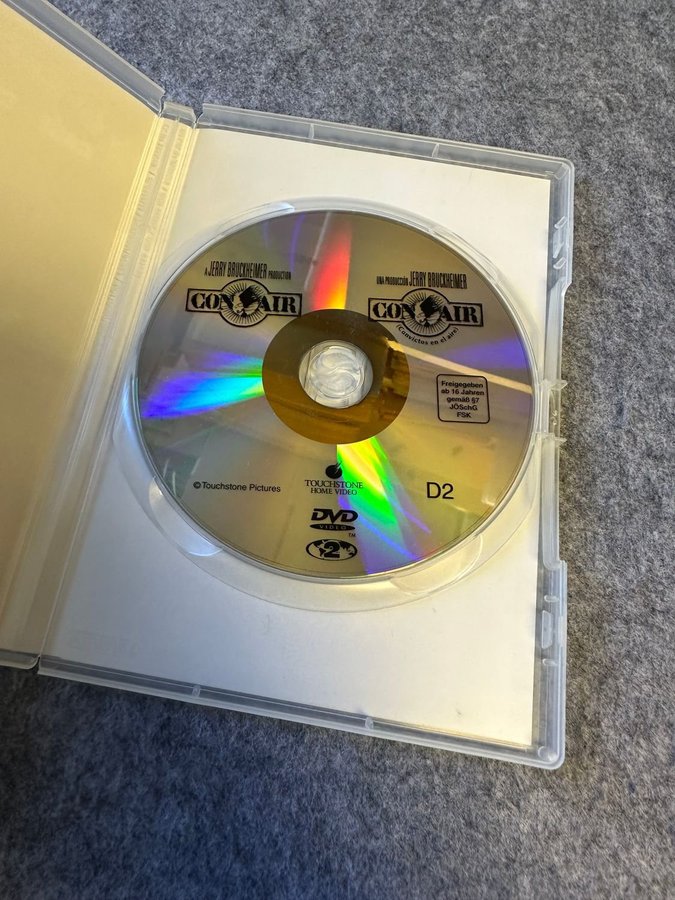 A JERRY BRUCKHEIMER PRODUCTION
CON AIR
UNA PRODUCCIÓN JERRY BRUCKHEIMER
CON AIR
(Convictos en el aire)
Freigegeben
ab 16 Jahren
gemäß §7
JÖSchG
FSK
© Touchstone Pictures
TOUCHSTONE
HOME VIDEO
D2
DVD
VIDEO
TM
2